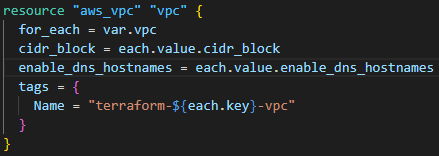 resource "aws_vpc" "vpc" {
  for_each = var.vpc
  cidr_block = each.value.cidr_block
  enable_dns_hostnames = each.value.enable_dns_hostnames
  tags = {
    Name = "terraform-${each.key}-vpc"
  }
}